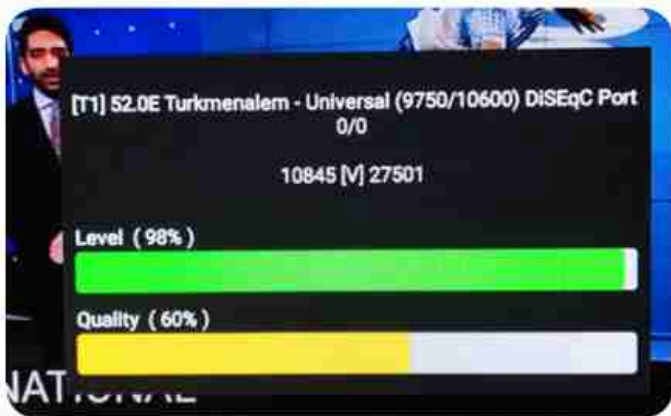 [T1] 52.0E Turkmenalem - Universal (9750/10600) DiSEqC Port
0/0
10845 [V] 27501
Level ( 98% )
Quality ( 60% )